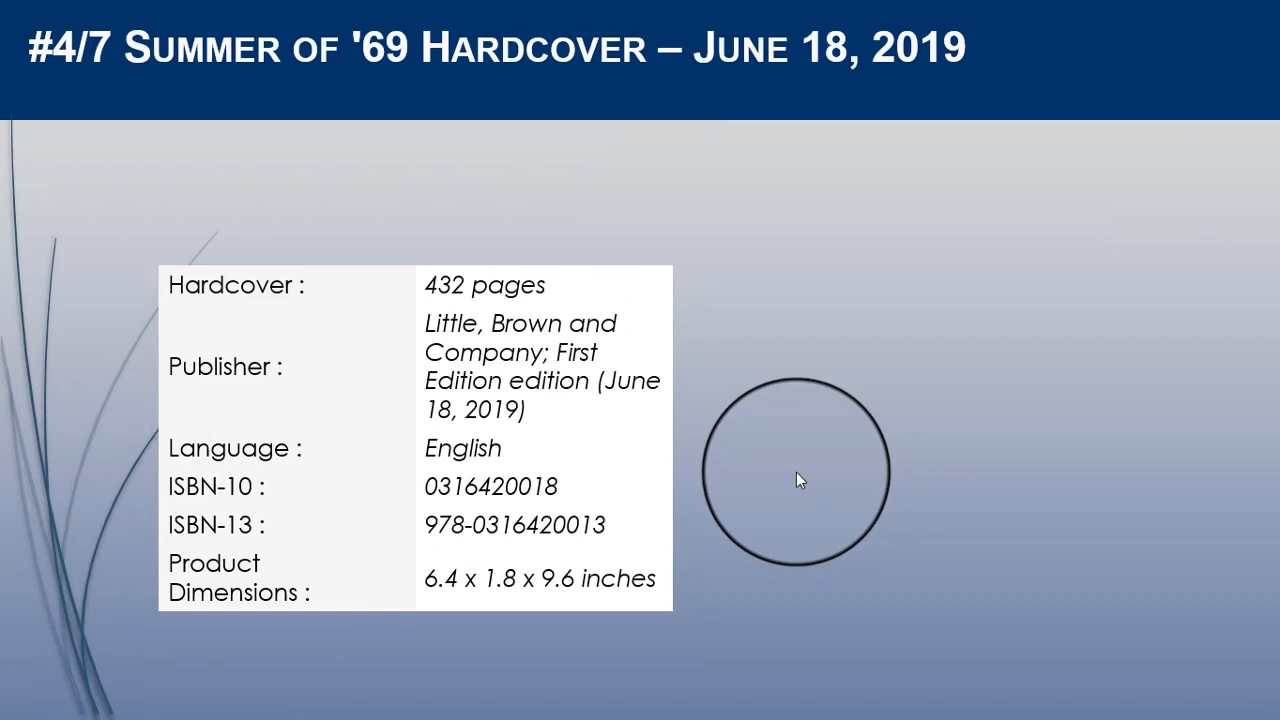 #4/7 SUMMER OF '69 HARDCOVER – JUNE 18, 2019
Hardcover : 432 pages
Publisher : Little, Brown and
Company; First
Edition edition (June
18, 2019)
Language : English
ISBN-10 : 0316420018
ISBN-13 : 978-0316420013
Product
Dimensions : 6.4 x 1.8 x 9.6 inches